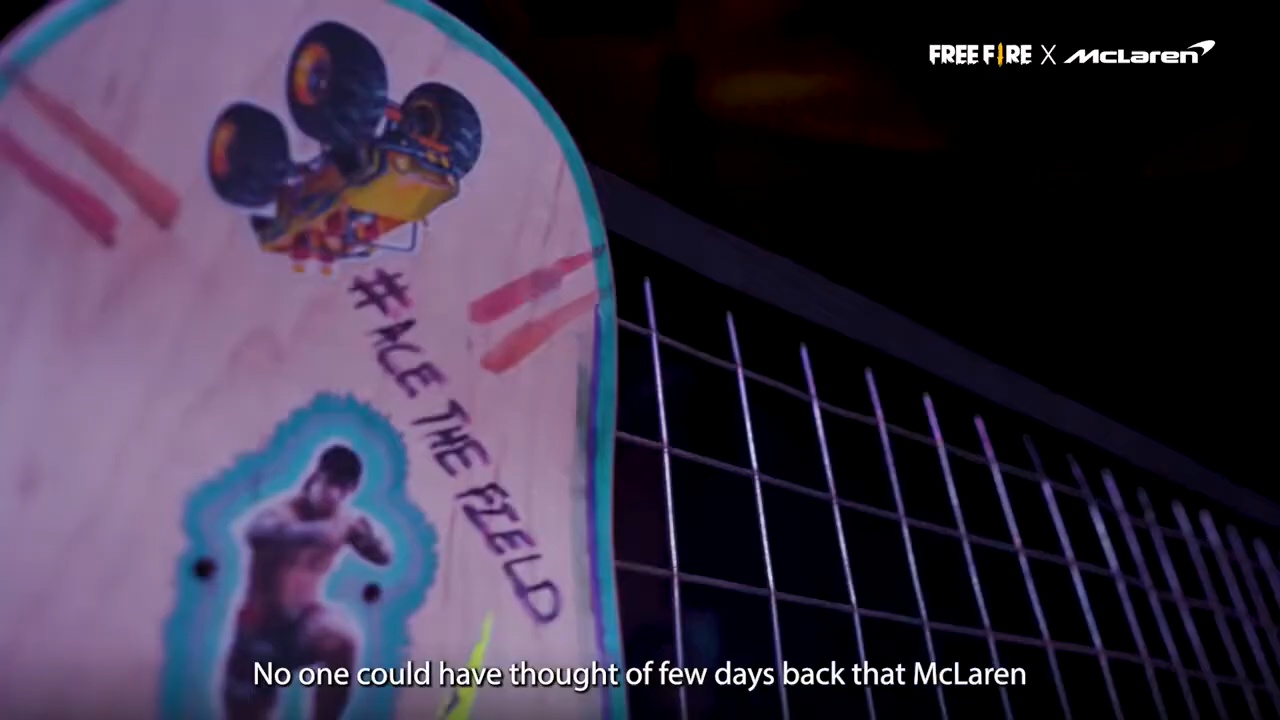 FREE FIRE X McLaren
#ACE THE FIELD
No one could have thought of few days back that McLaren